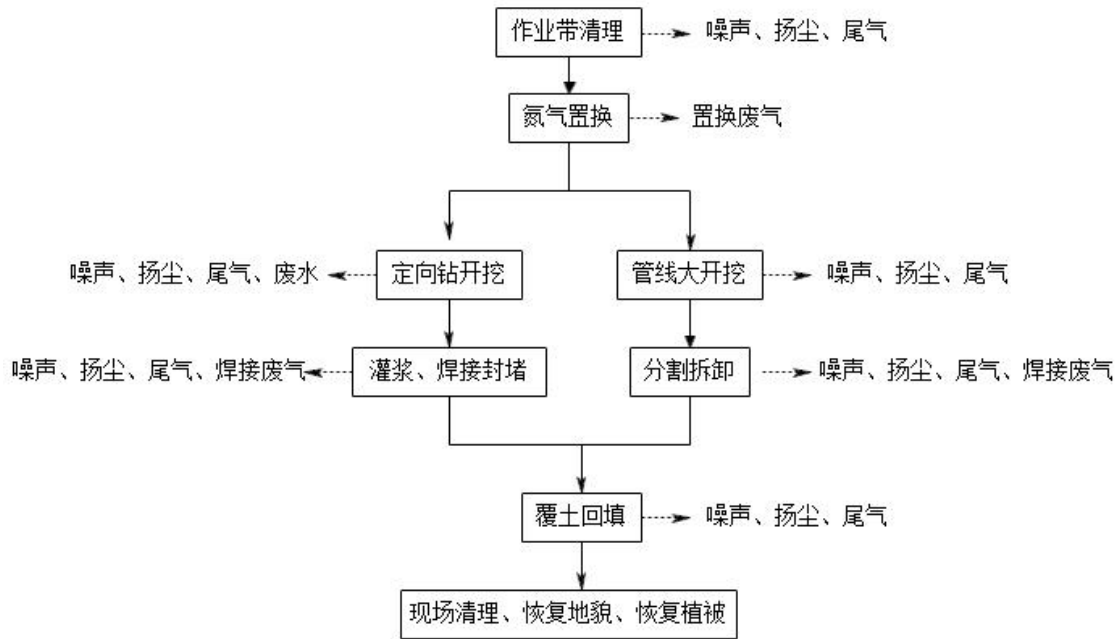 作业带清理
噪声、扬尘、尾气
氮气置换
置换废气
噪声、扬尘、尾气、废水
定向钻开挖
管线大开挖
噪声、扬尘、尾气
噪声、扬尘、尾气、焊接废气
灌浆、焊接封堵
分割拆卸
噪声、扬尘、尾气、焊接废气
覆土回填
噪声、扬尘、尾气
现场清理、恢复地貌、恢复植被